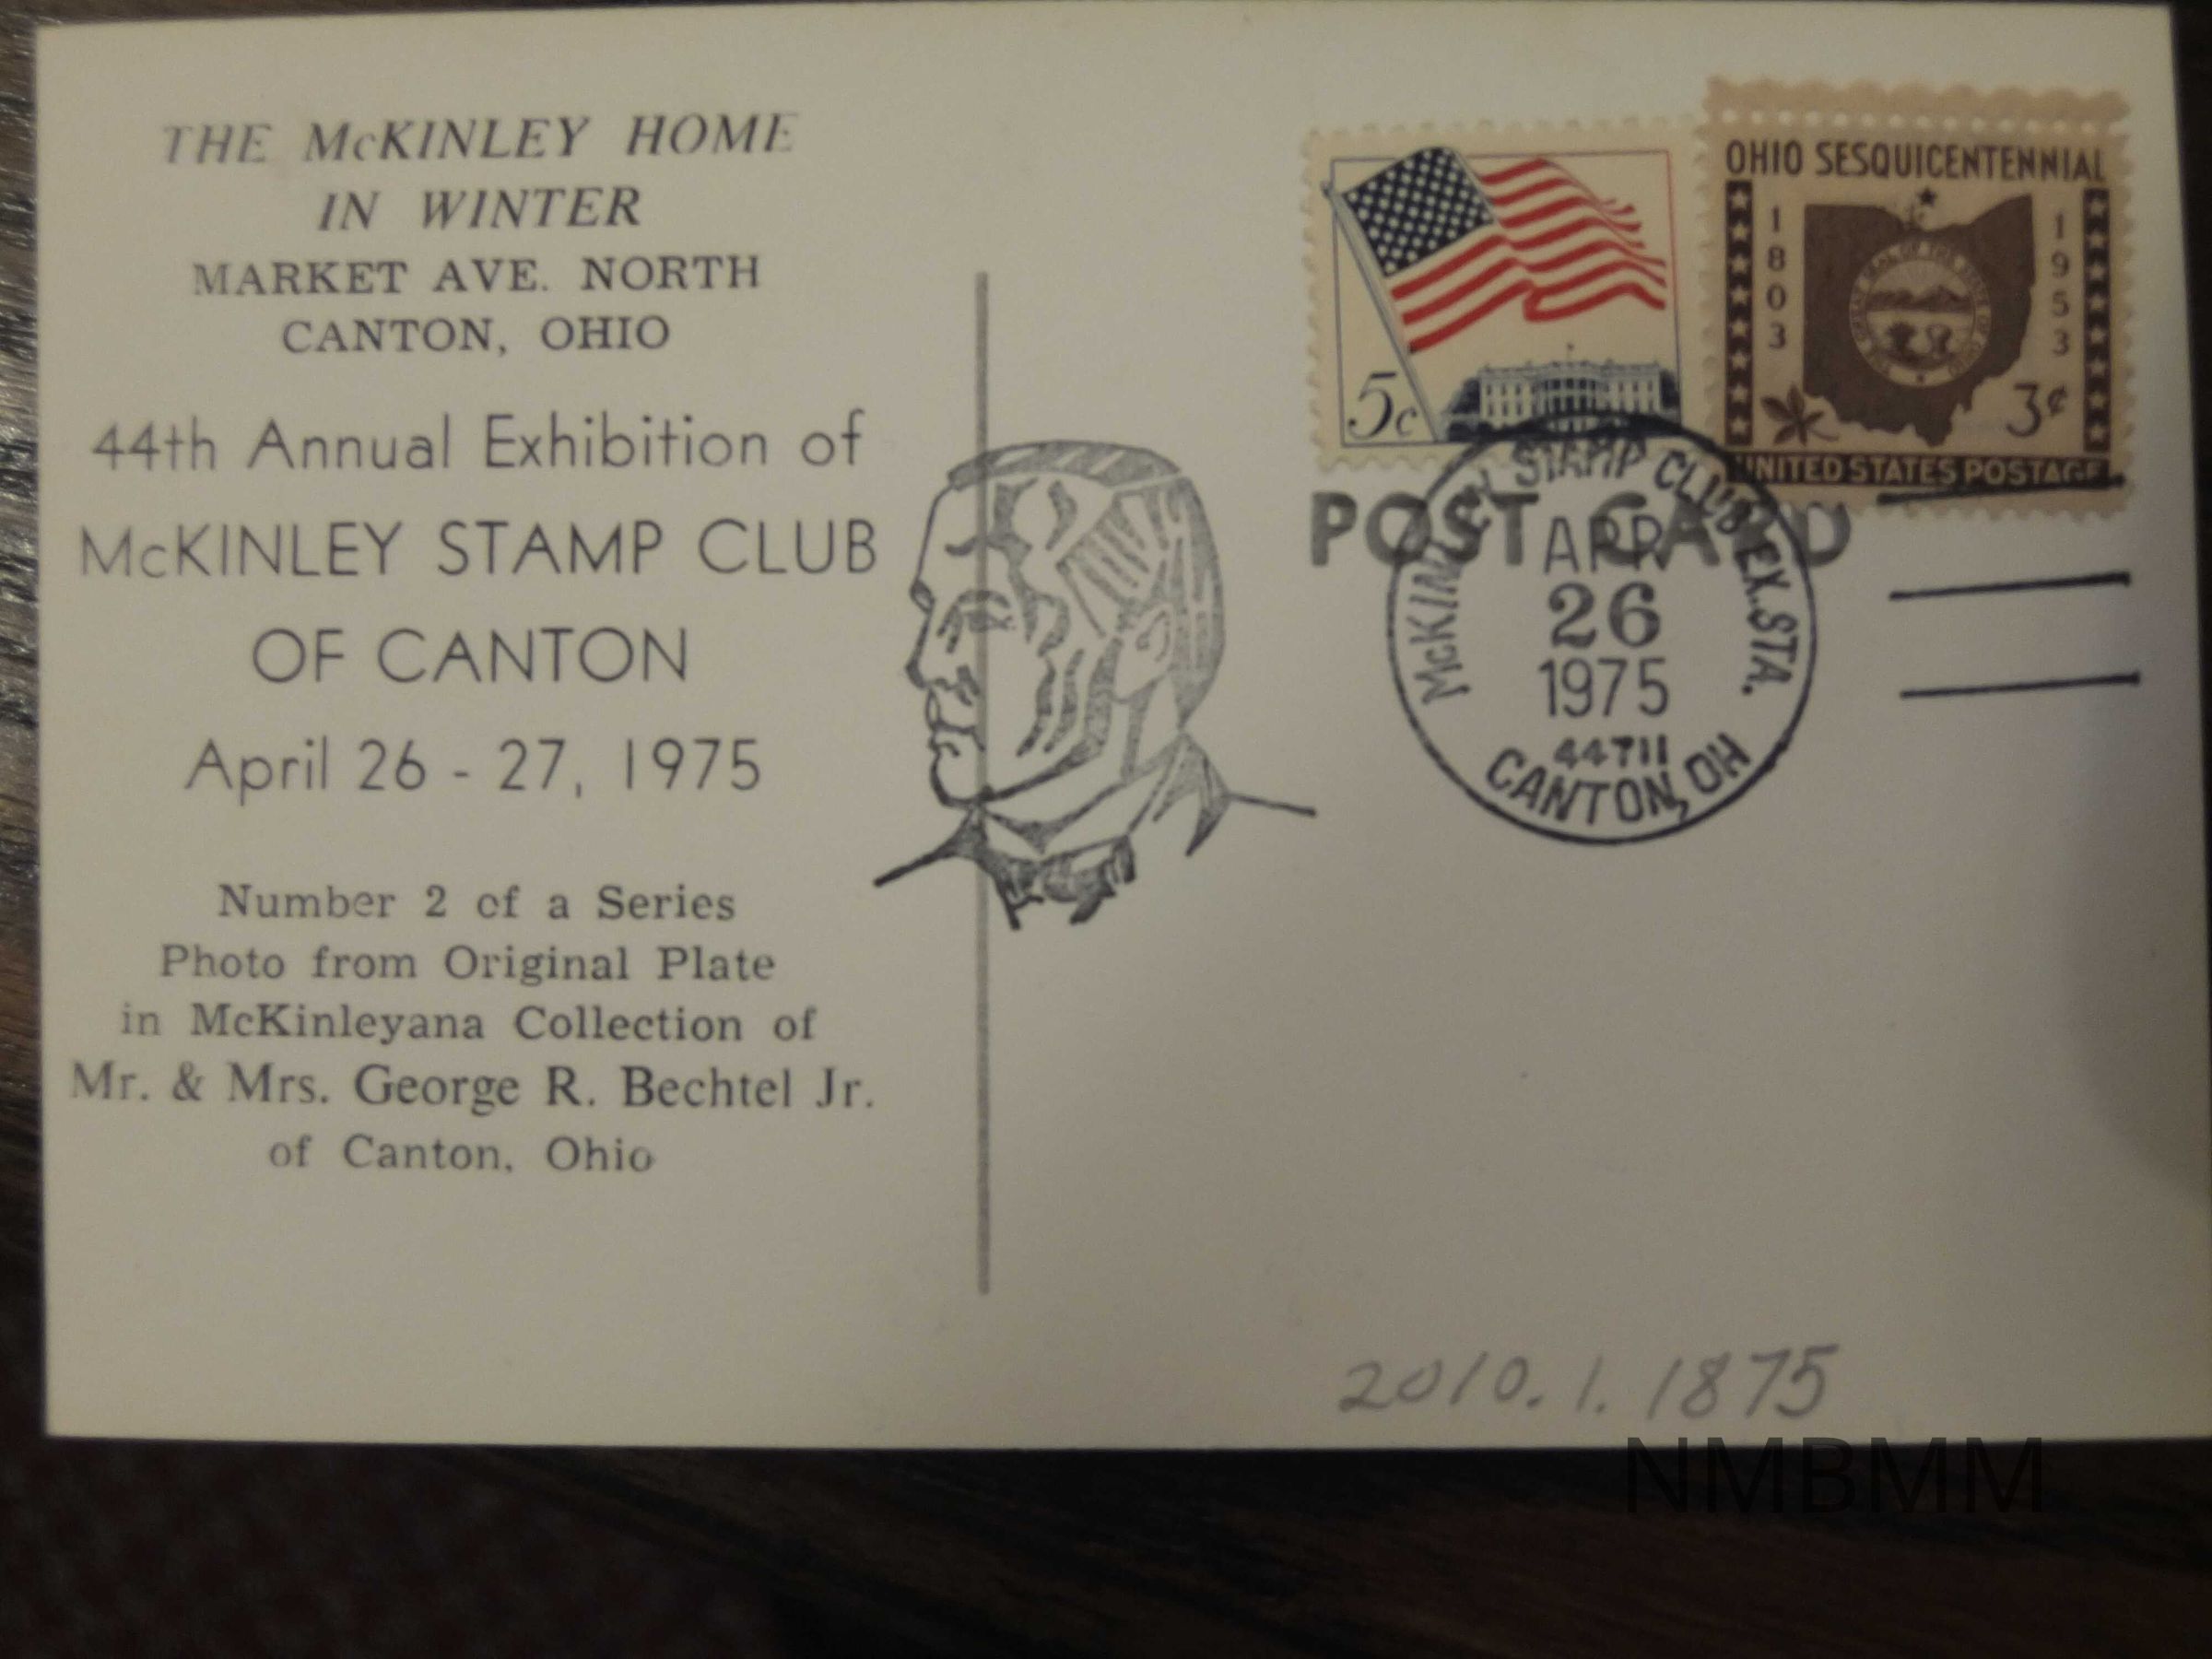 THE McKINLEY HOME
IN WINTER
MARKET AVE. NORTH
CANTON, OHIO
44th Annual Exhibition of
McKINLEY STAMP CLUB
OF CANTON
April 26 - 27, 1975
Number 2 of a Series
Photo from Original Plate
in McKinleyana Collection of
Mr. & Mrs. George R. Bechtel Jr.
of Canton, Ohio
5c
OHIO SESQUICENTENNIAL
1803
1953
3¢
UNITED STATES POSTAGE
POST CARD
McKINLEY STAMP CLUB EX. STA.
APR
26
1975
44TH
CANTON, OH
2010.1.1875
NMBMM